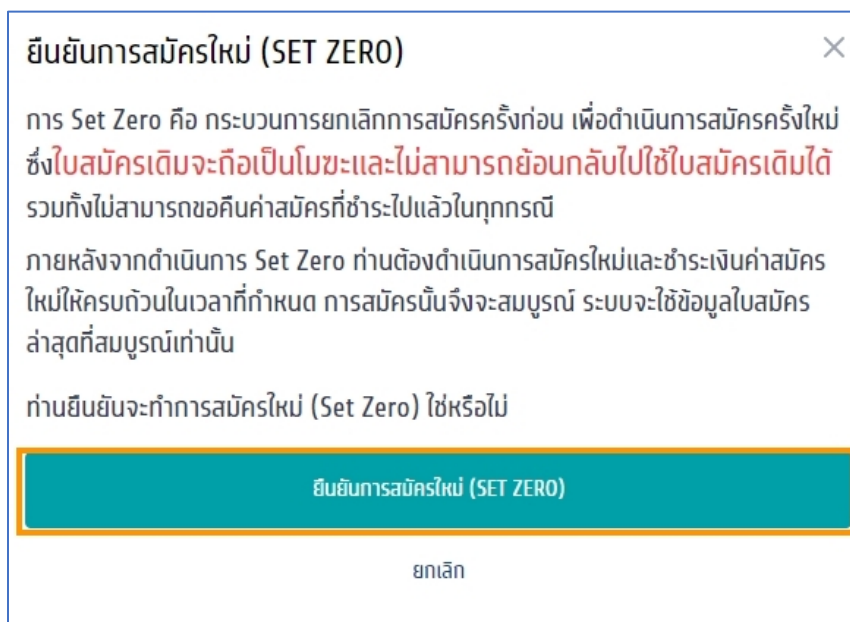 ยืนยันการสมัครใหม่ (SET ZERO)
การ Set Zero คือ กระบวนการยกเลิกการสมัครครั้งก่อน เพื่อดำเนินการสมัครครั้งใหม่
ซึ่งใบสมัครเดิมจะถือเป็นโมฆะและไม่สามารถย้อนกลับไปใช้ใบสมัครเดิมได้
รวมทั้งไม่สามารถขอคืนค่าสมัครที่ชำระไปแล้วในทุกกรณี
ภายหลังจากดำเนินการ Set Zero ท่านต้องดำเนินการสมัครใหม่และชำระเงินค่าสมัคร
ใหม่ให้ครบถ้วนในเวลาที่กำหนด การสมัครนั้นจึงจะสมบูรณ์ ระบบจะใช้ข้อมูลใบสมัคร
ล่าสุดที่สมบูรณ์เท่านั้น
ท่านยืนยันจะทำการสมัครใหม่ (Set Zero) ใช่หรือไม่
ยืนยันการสมัครใหม่ (SET ZERO)
ยกเลิก